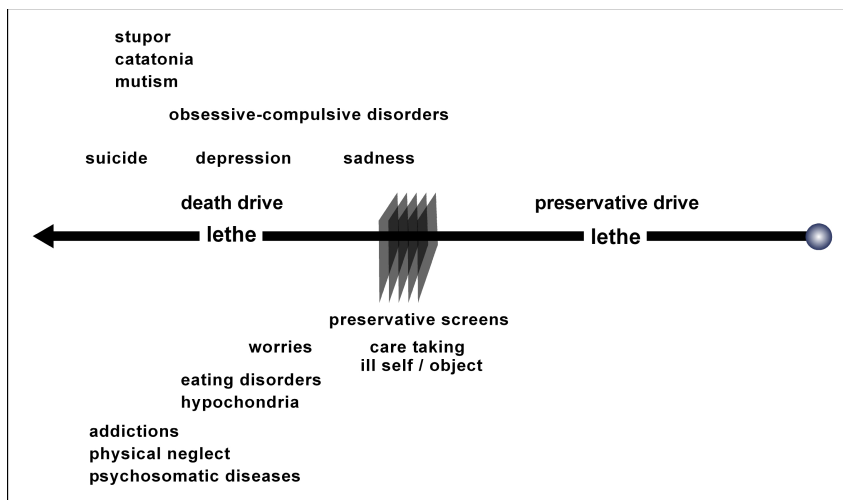 stupor
catatonia
mutism
obsessive-compulsive disorders
suicide depression sadness
death drive preservative drive
lethe lethe
preservative screens
worries care taking
ill self / object
eating disorders
hypochondria
addictions
physical neglect
psychosomatic diseases